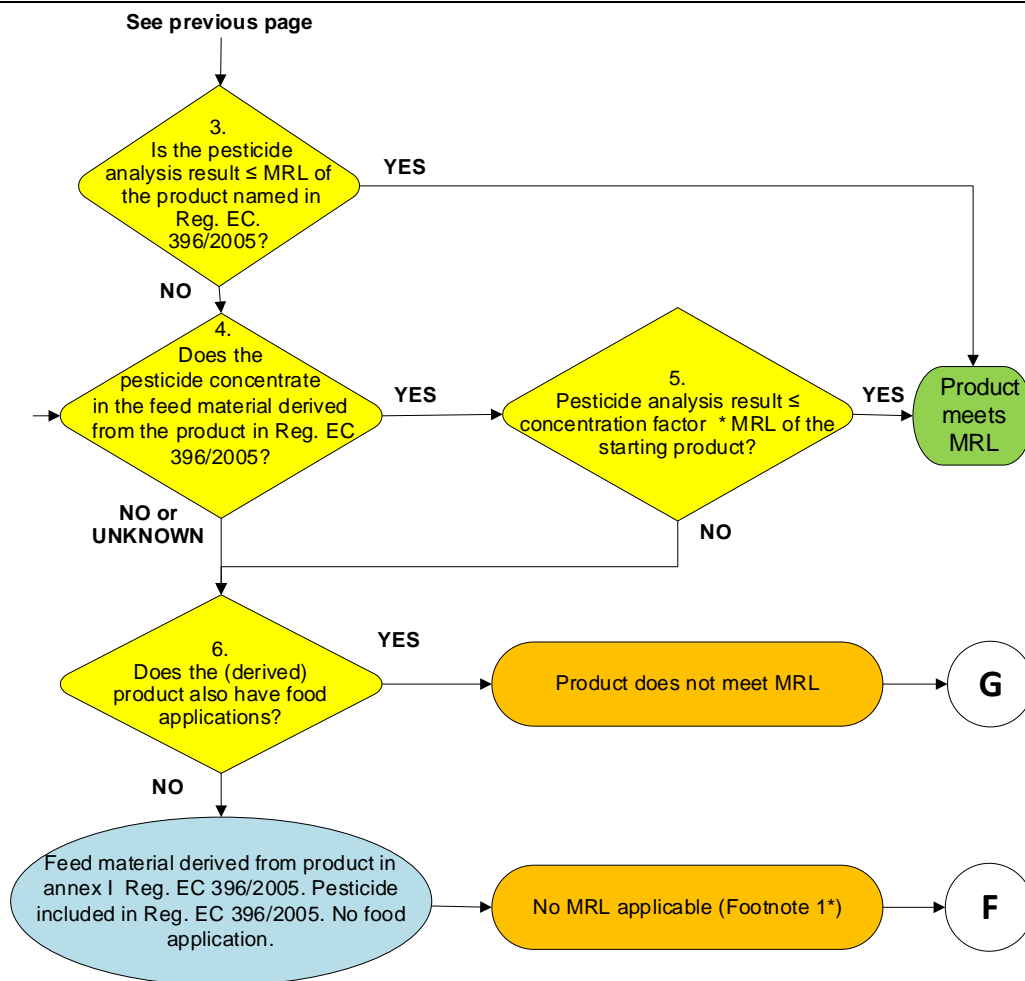 See previous page
3.
Is the pesticide
analysis result ≤ MRL of
the product named in
Reg. EC.
396/2005?
YES
NO
4.
Does the
pesticide concentrate
in the feed material derived
from the product in Reg. EC
396/2005?
YES
5.
Pesticide analysis result ≤
concentration factor * MRL of the
starting product?
YES
Product
meets
MRL
NO or
UNKNOWN
NO
6.
Does the (derived)
product also have food
applications?
YES
Product does not meet MRL
G
NO
Feed material derived from product in
annex I Reg. EC 396/2005. Pesticide
included in Reg. EC 396/2005. No food
application.
No MRL applicable (Footnote 1*)
F